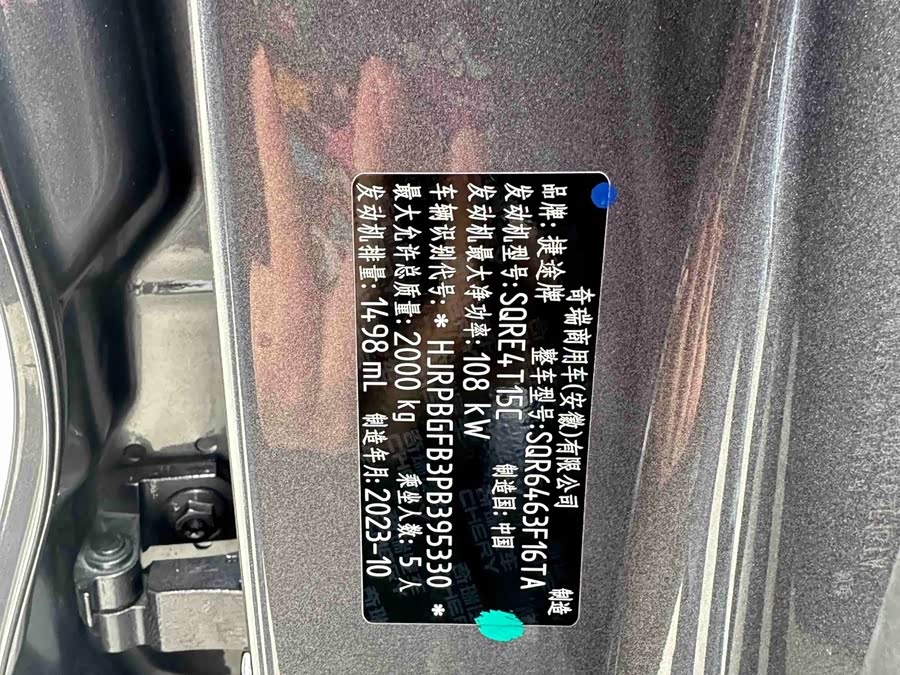 奇瑞商用车(安徽)有限公司 制造
品牌: 捷途牌 整车型号:SQR6463F16TA
发动机型号:SQRE4T15C 制造国:中国
发动机最大净功率: 108 kW
车辆识别代号: * HJRPBGFB3PB395330 *
最大允许总质量: 2000 kg 乘坐人数: 5 人
发动机排量: 1498 mL 制造年月: 2023-10
CHERY